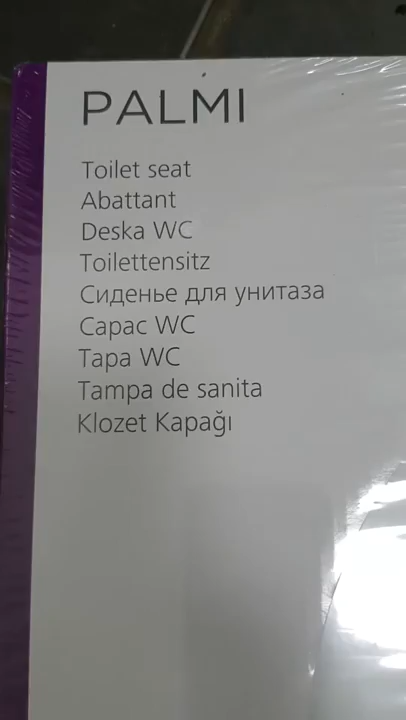 PALMI
Toilet seat
Abattant
Deska WC
Toilettensitz
Сиденье для унитаза
Capac WC
Tapa WC
Tampa de sanita
Klozet Kapağı